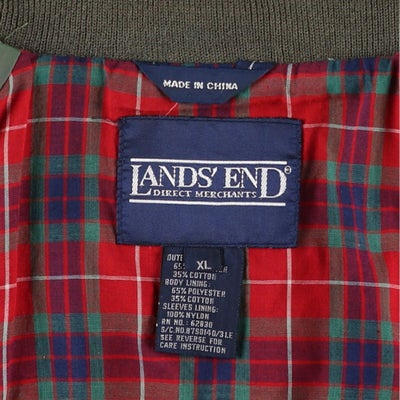 MADE IN CHINA
LANDS' END®
DIRECT MERCHANTS
XL
35% COTTON
BODY LINING:
65% POLYESTER
35% COTTON
SLEEVES LINING:
100% NYLON
RN NO.: 62830
SEE REVERSE FOR
CARE INSTRUCTION